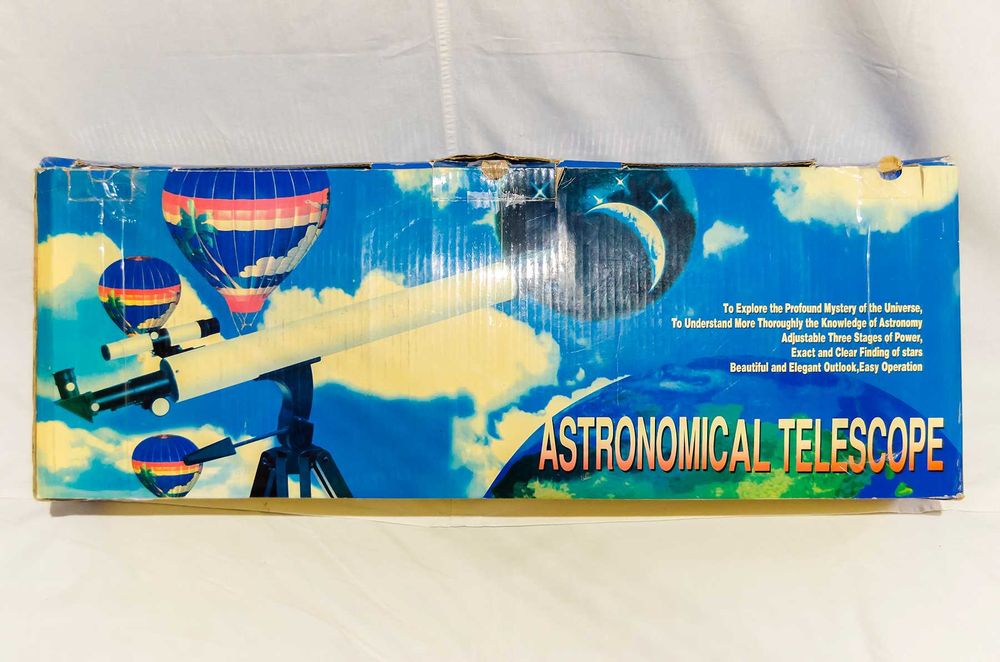 To Explore the Profound Mystery of the Universe,
To Understand More Thoroughly the Knowledge of Astronomy
Adjustable Three Stages of Power,
Exact and Clear Finding of stars
Beautiful and Elegant Outlook,Easy Operation
ASTRONOMICAL TELESCOPE